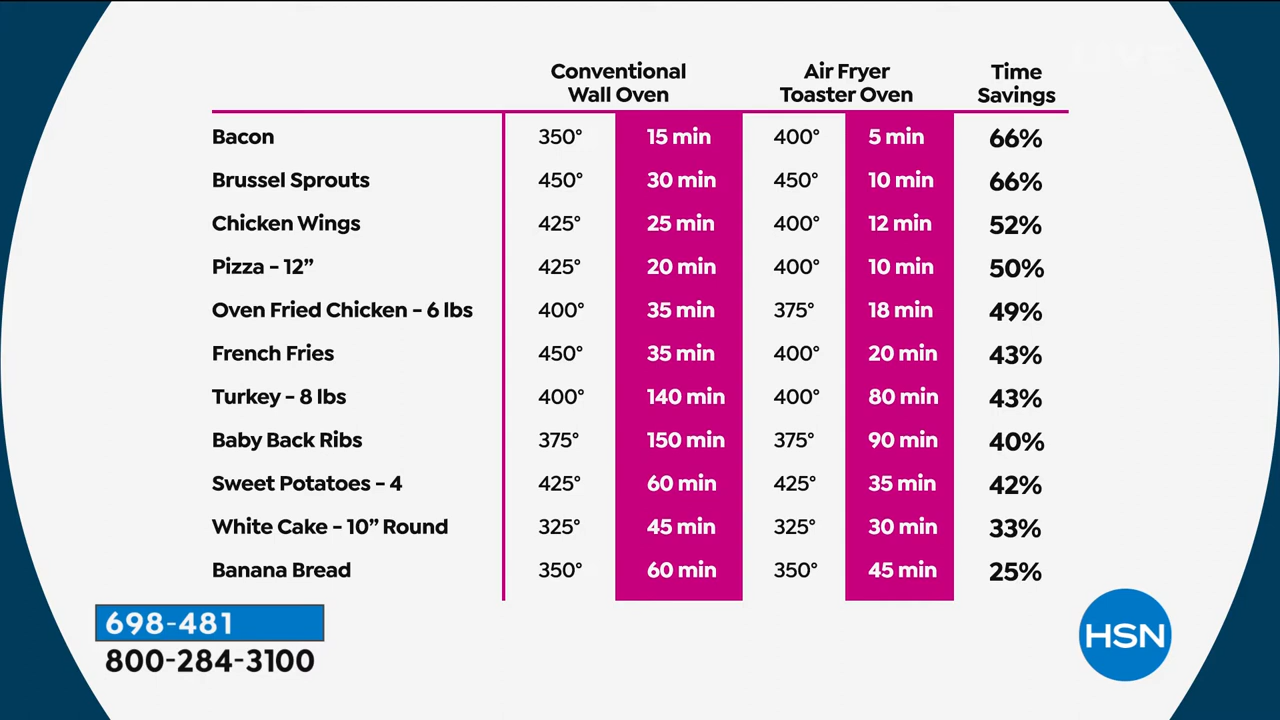 Conventional Wall Oven Air Fryer Toaster Oven Time Savings
Bacon 350° 15 min 400° 5 min 66%
Brussel Sprouts 450° 30 min 450° 10 min 66%
Chicken Wings 425° 25 min 400° 12 min 52%
Pizza - 12” 425° 20 min 400° 10 min 50%
Oven Fried Chicken - 6 lbs 400° 35 min 375° 18 min 49%
French Fries 450° 35 min 400° 20 min 43%
Turkey - 8 lbs 400° 140 min 400° 80 min 43%
Baby Back Ribs 375° 150 min 375° 90 min 40%
Sweet Potatoes - 4 425° 60 min 425° 35 min 42%
White Cake - 10” Round 325° 45 min 325° 30 min 33%
Banana Bread 350° 60 min 350° 45 min 25%
698-481
800-284-3100
HSN